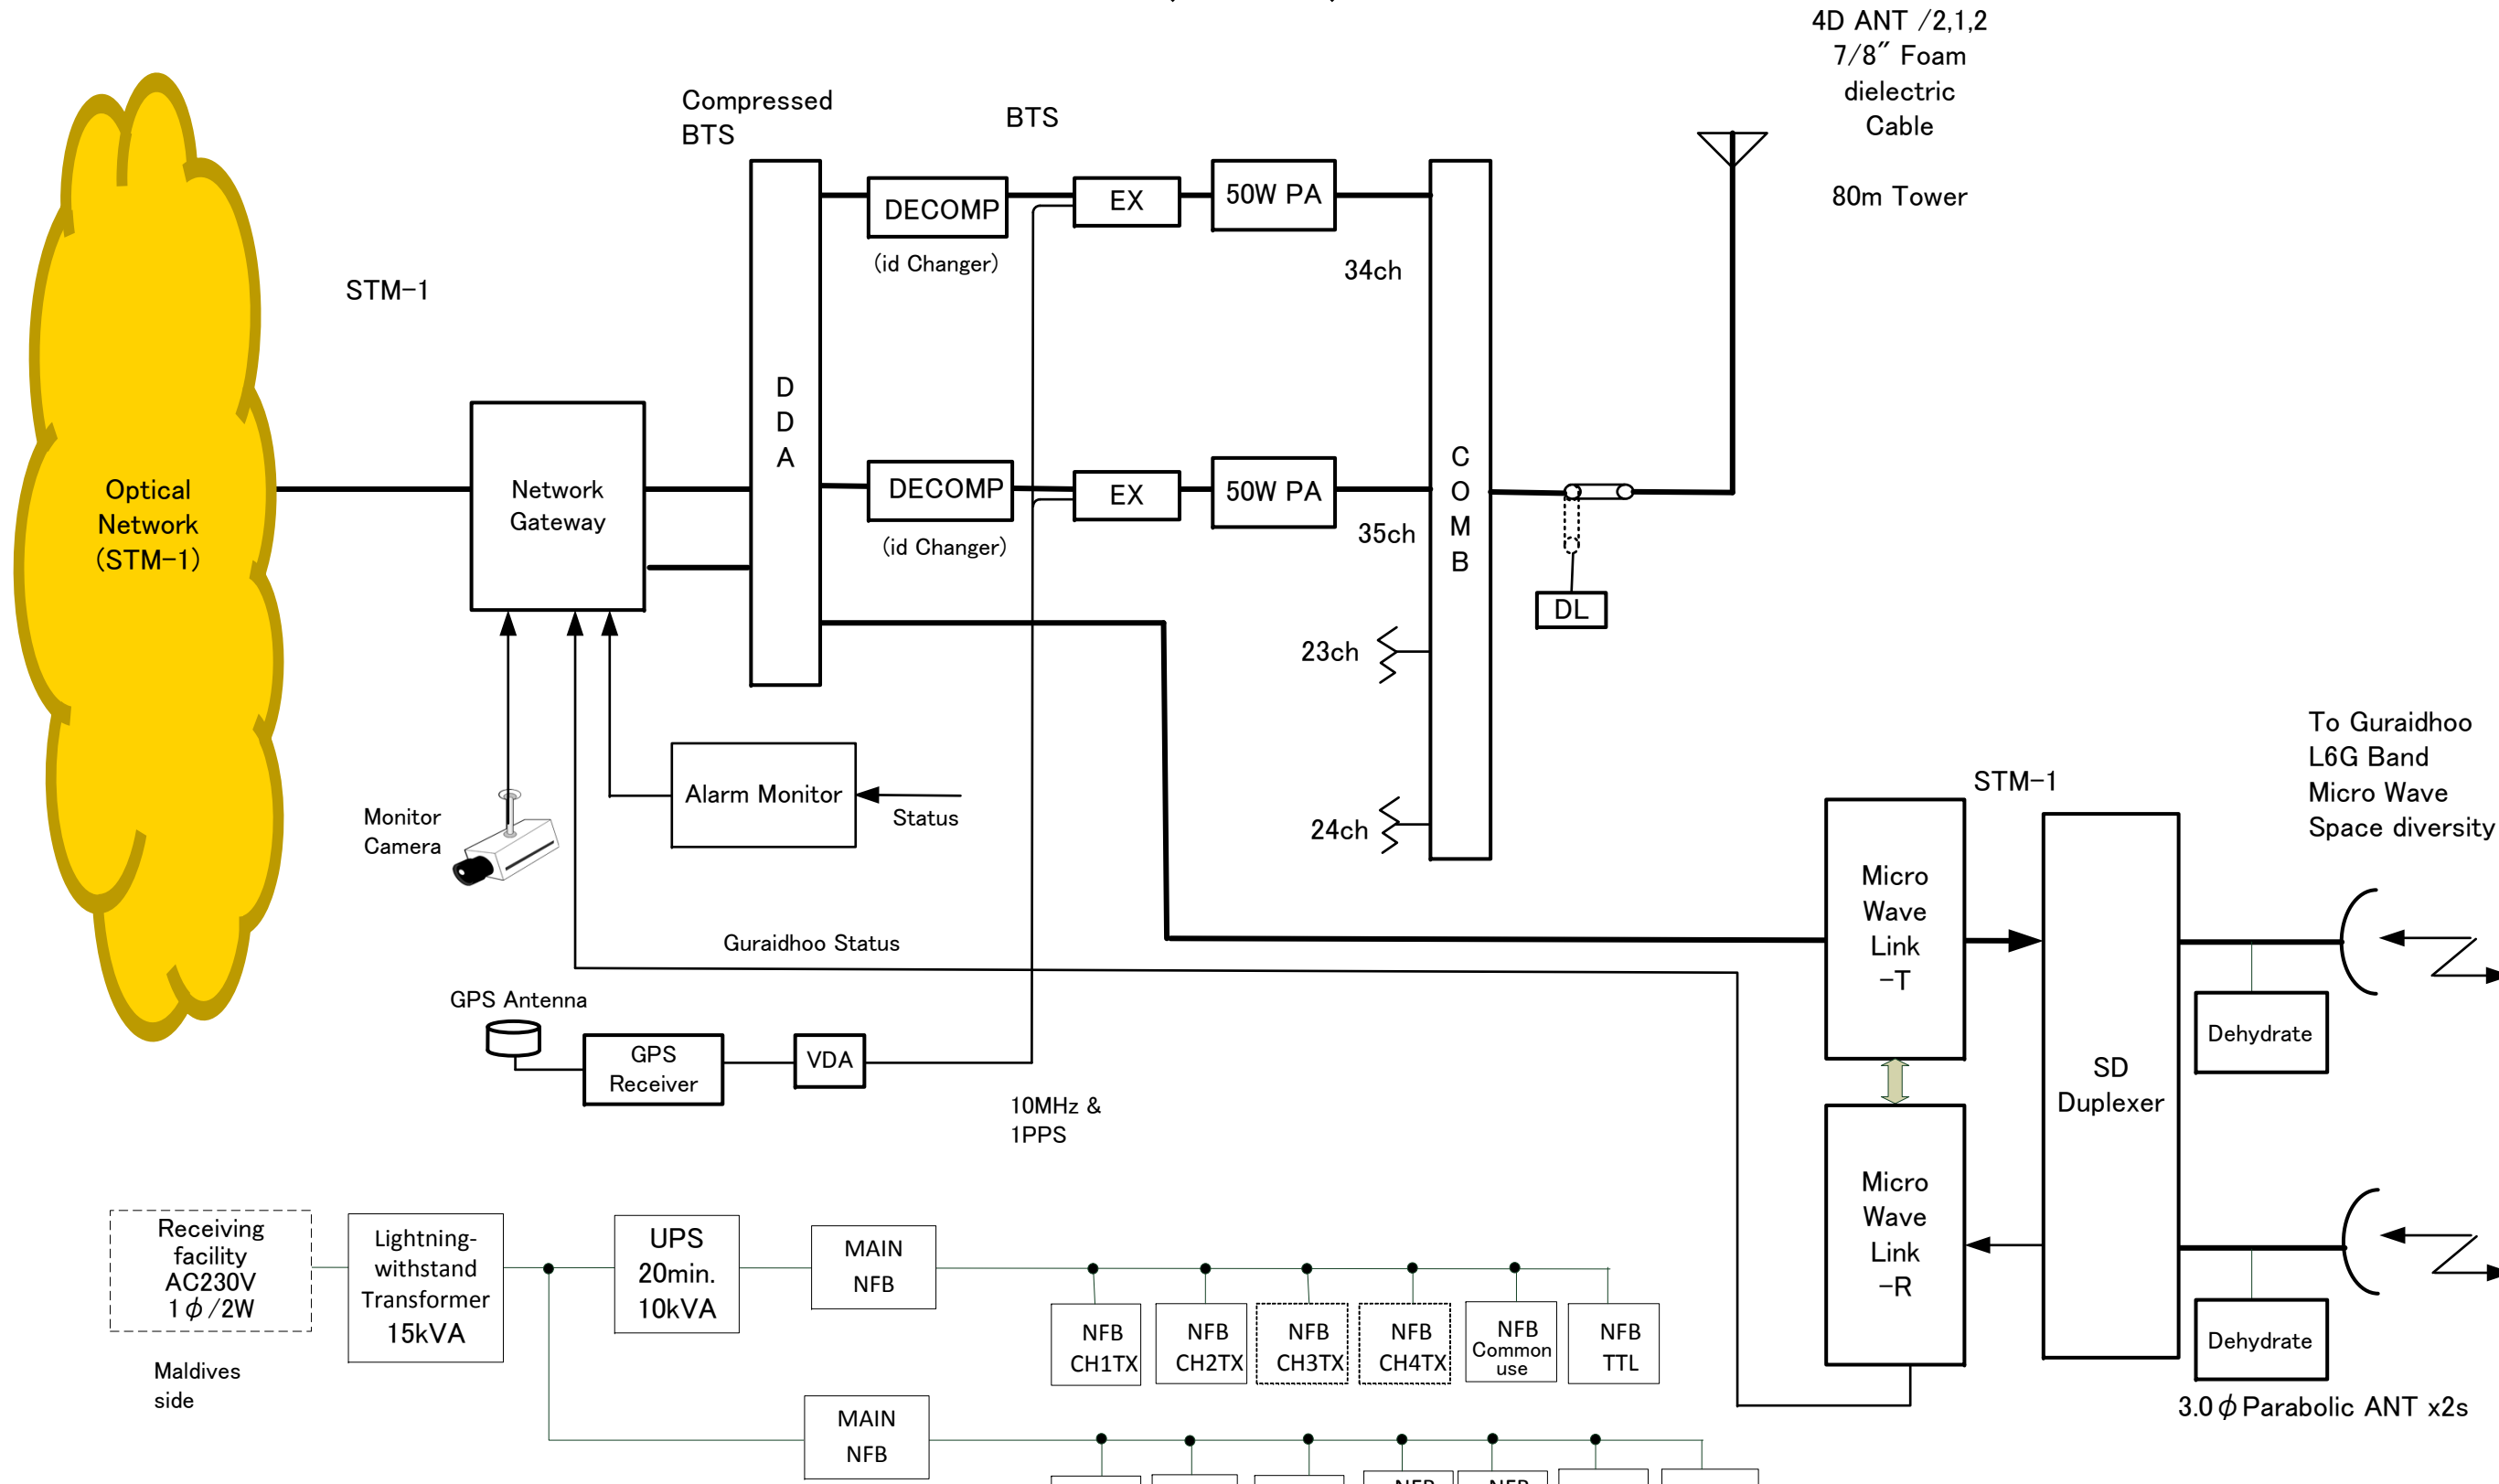 4D ANT /2,1,2
7/8″ Foam
dielectric
Cable
80m Tower
Compressed
BTS
BTS
DECOMP
(id Changer)
EX
50W PA
34ch
STM-1
D
D
A
Optical
Network
(STM-1)
Network
Gateway
DECOMP
(id Changer)
EX
50W PA
35ch
C
O
M
B
DL
23ch
24ch
Alarm Monitor
Status
Monitor
Camera
Guraidhoo Status
GPS Antenna
GPS
Receiver
VDA
10MHz &
1PPS
To Guraidhoo
L6G Band
Micro Wave
Space diversity
STM-1
Micro
Wave
Link
-T
SD
Duplexer
Dehydrate
Micro
Wave
Link
-R
Dehydrate
3.0φParabolic ANT x2s
Receiving
facility
AC230V
1φ/2W
Maldives
side
Lightning-
withstand
Transformer
15kVA
UPS
20min.
10kVA
MAIN
NFB
NFB
CH1TX
NFB
CH2TX
NFB
CH3TX
NFB
CH4TX
NFB
Common
use
NFB
TTL
MAIN
NFB